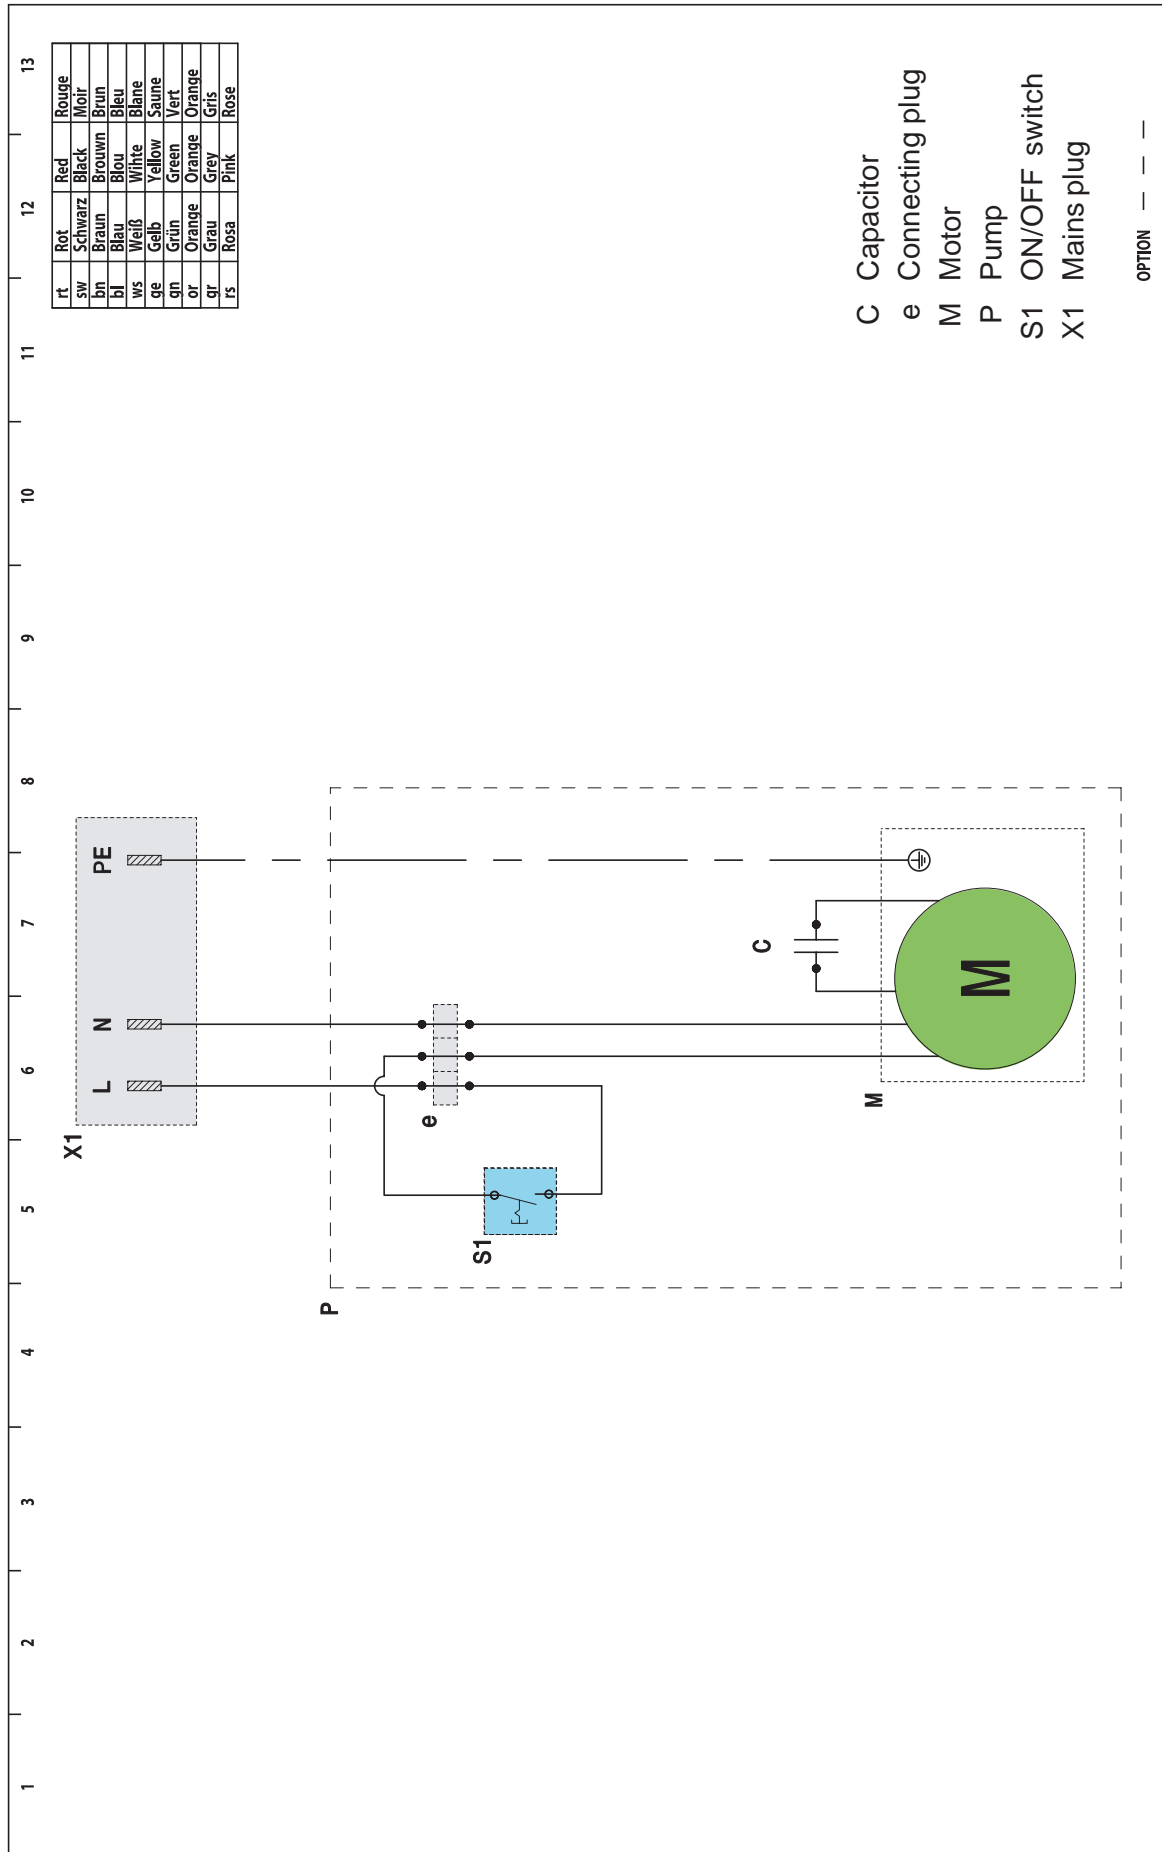 1 2 3 4 5 6 7 8 9 10 11 12 13
rt Rot Red Rouge
sw Schwarz Black Moir
bn Braun Brouwn Brun
bl Blau Blou Bleu
ws Weiß Wihte Blane
ge Gelb Yellow Saune
gn Grün Green Vert
or Orange Orange Orange
gr Grau Grey Gris
rs Rosa Pink Rose
X1
L N PE
P
e
S1
C
M
M
C Capacitor
e Connecting plug
M Motor
P Pump
S1 ON/OFF switch
X1 Mains plug
OPTION — — —